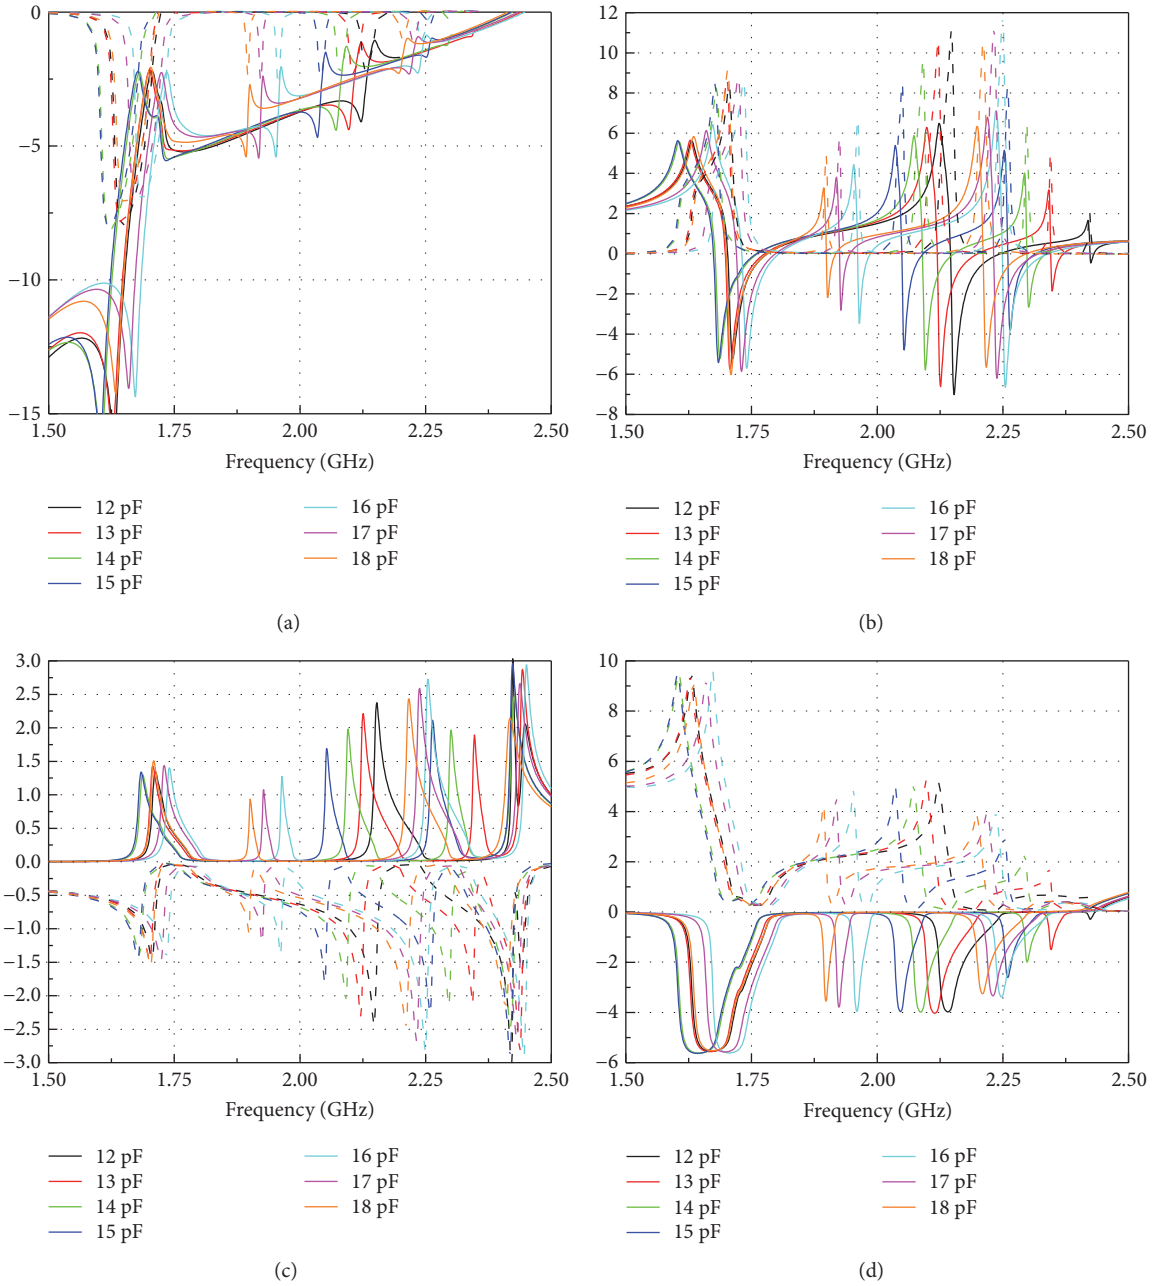 0
−5
−10
−15
1.50 1.75 2.00 2.25 2.50
Frequency (GHz)
12 pF
13 pF
14 pF
15 pF
16 pF
17 pF
18 pF
(a)
12
10
8
6
4
2
0
−2
−4
−6
−8
1.50 1.75 2.00 2.25 2.50
Frequency (GHz)
12 pF
13 pF
14 pF
15 pF
16 pF
17 pF
18 pF
(b)
3.0
2.5
2.0
1.5
1.0
0.5
0.0
−0.5
−1.0
−1.5
−2.0
−2.5
−3.0
1.50 1.75 2.00 2.25 2.50
Frequency (GHz)
12 pF
13 pF
14 pF
15 pF
16 pF
17 pF
18 pF
(c)
10
8
6
4
2
0
−2
−4
−6
1.50 1.75 2.00 2.25 2.50
Frequency (GHz)
12 pF
13 pF
14 pF
15 pF
16 pF
17 pF
18 pF
(d)